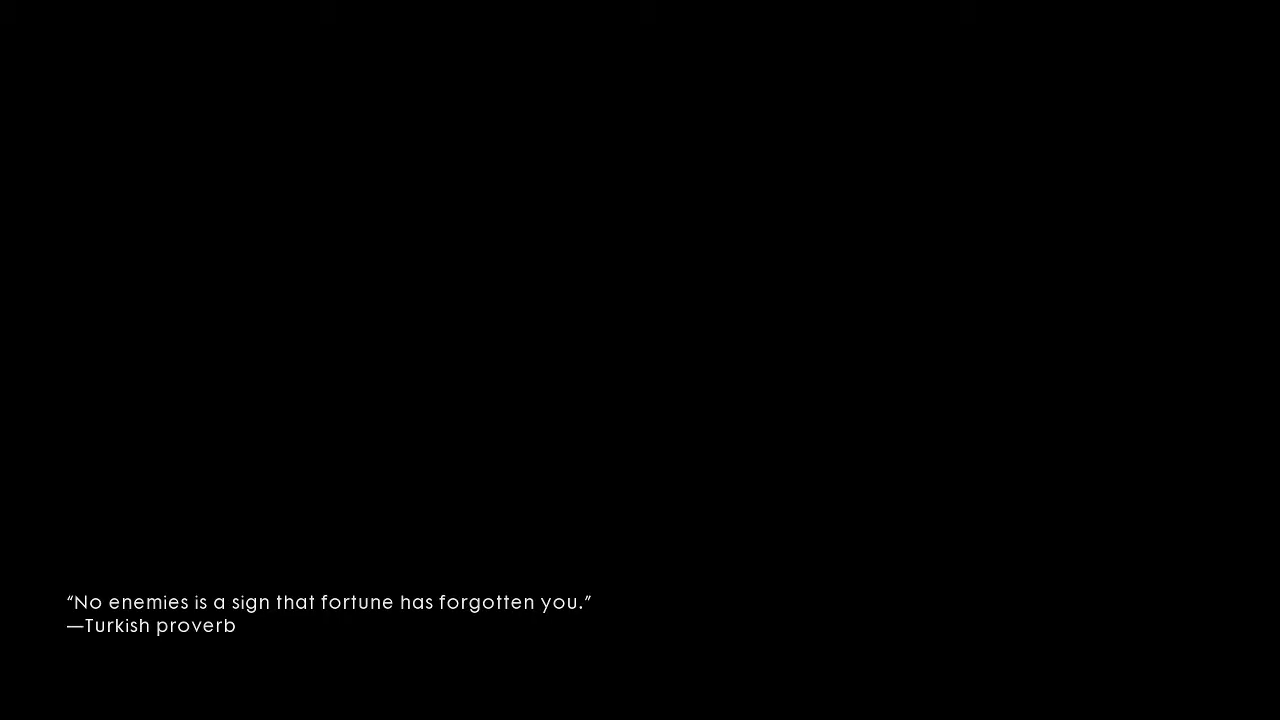 “No enemies is a sign that fortune has forgotten you.”
—Turkish proverb